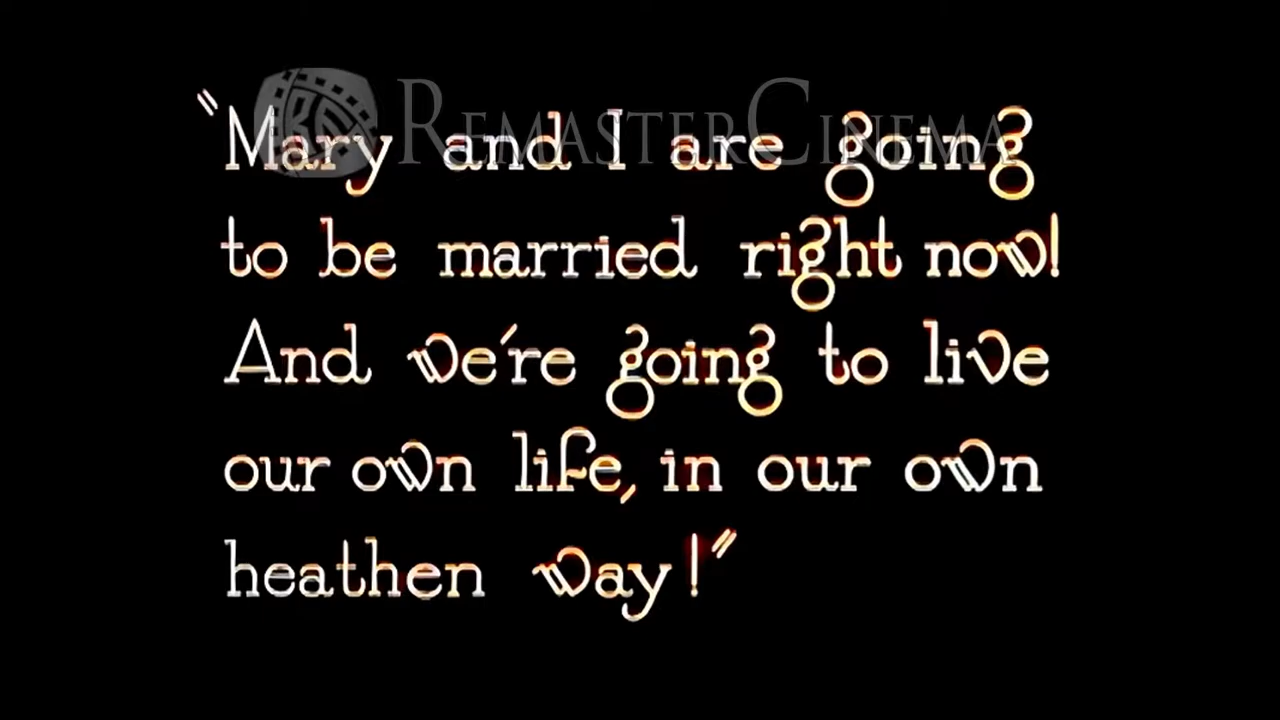 REMASTERCINEMA
"Mary and I are going
to be married right now!
And we're going to live
our own life, in our own
heathen way!"